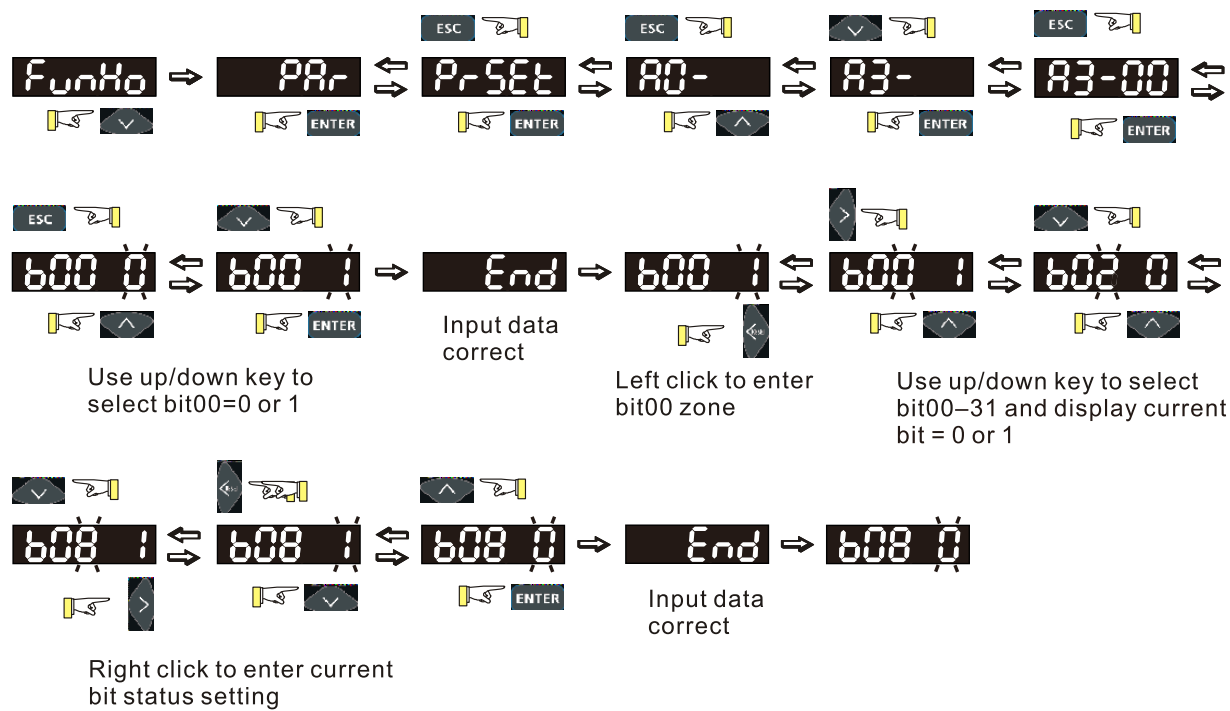 ESC ESC ESC
FunHo PAr PrSEt A0- A3- A3-00
ENTER ENTER ENTER ENTER
ESC
b00 0 b00 1 End b00 1 b00 1 b02 0
ENTER
Input data
correct
Use up/down key to
select bit00=0 or 1
Left click to enter
bit00 zone
Use up/down key to select
bit00–31 and display current
bit = 0 or 1
b08 1 b08 1 b08 0 End b08 0
ENTER
Input data
correct
Right click to enter current
bit status setting